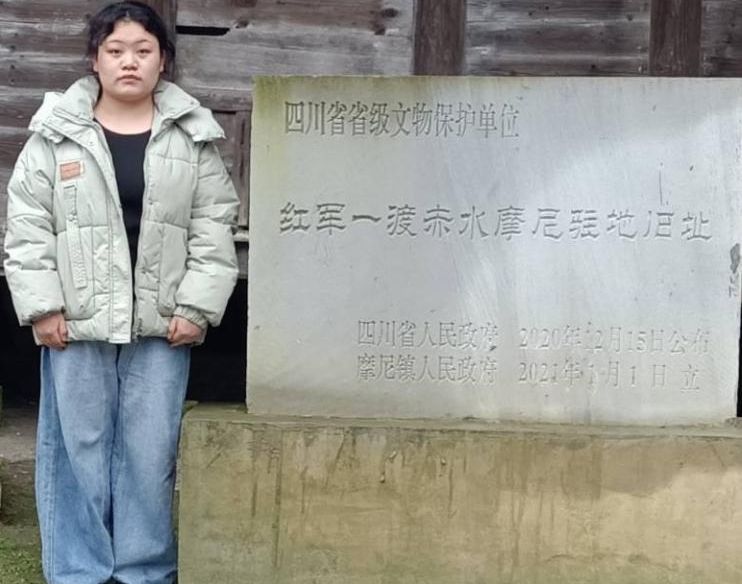 四川省省级文物保护单位
红军一渡赤水摩尼驻地旧址
四川省人民政府 2020年12月15日公布
摩尼镇人民政府 2021年1月1日立